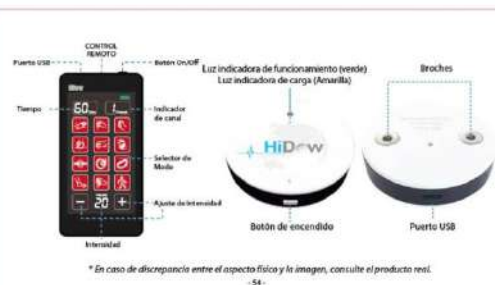 CONTROL
REMOTO
Puerto USB
Botón On/Off
Tiempo
60
1
Indicador
de canal
Selector de
Modo
20
Ajuste de Intensidad
Intensidad
Luz indicadora de funcionamiento (verde)
Luz indicadora de carga (Amarilla)
HiDow
Botón de encendido
Broches
Puerto USB
* En caso de discrepancia entre el aspecto físico y la imagen, consulte el producto real.
- 54 -